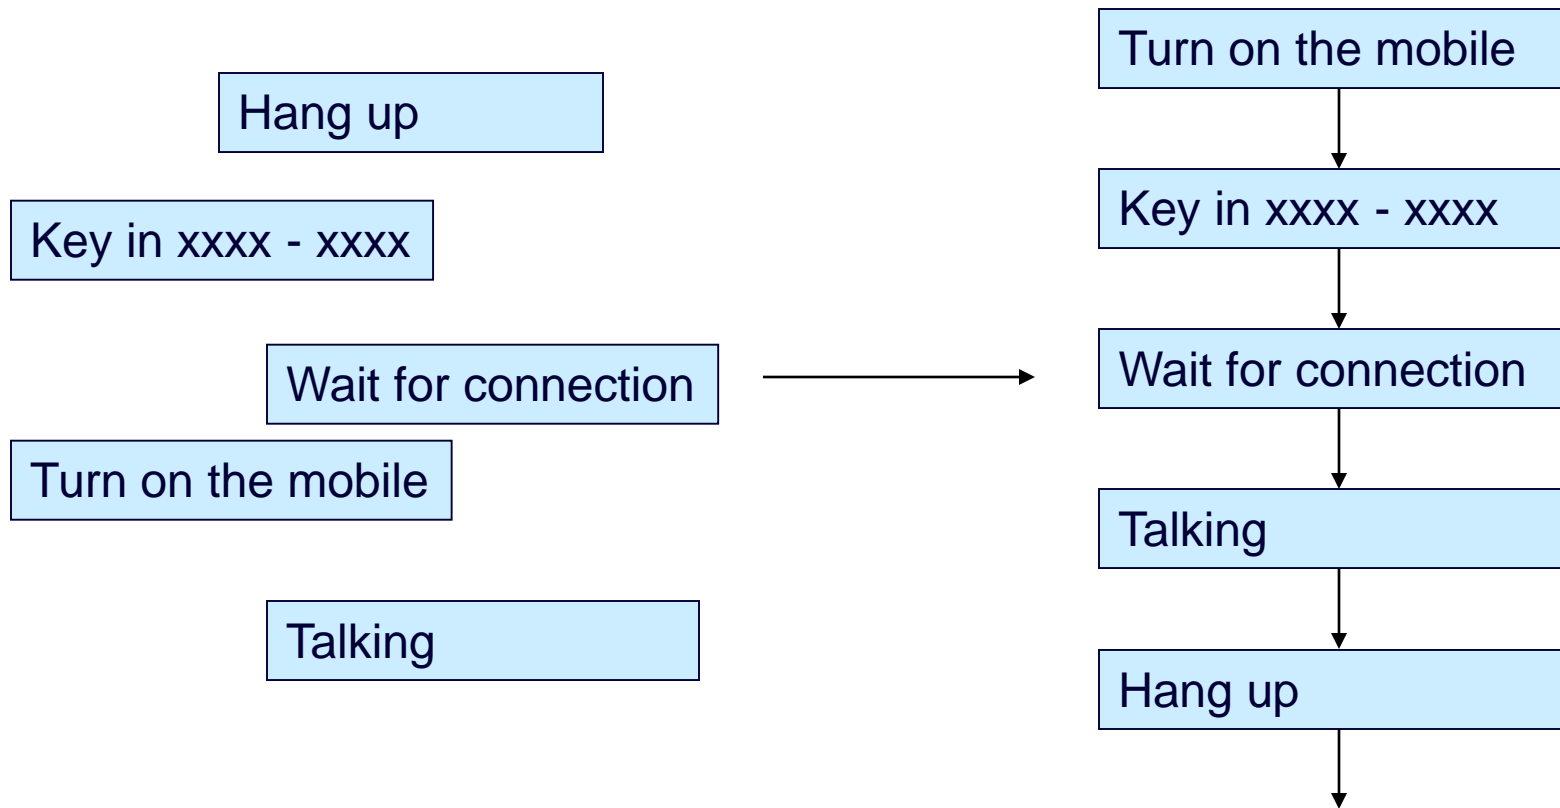 Hang up
Key in xxxx - xxxx
Wait for connection
Turn on the mobile
Talking
Turn on the mobile
Key in xxxx - xxxx
Wait for connection
Talking
Hang up